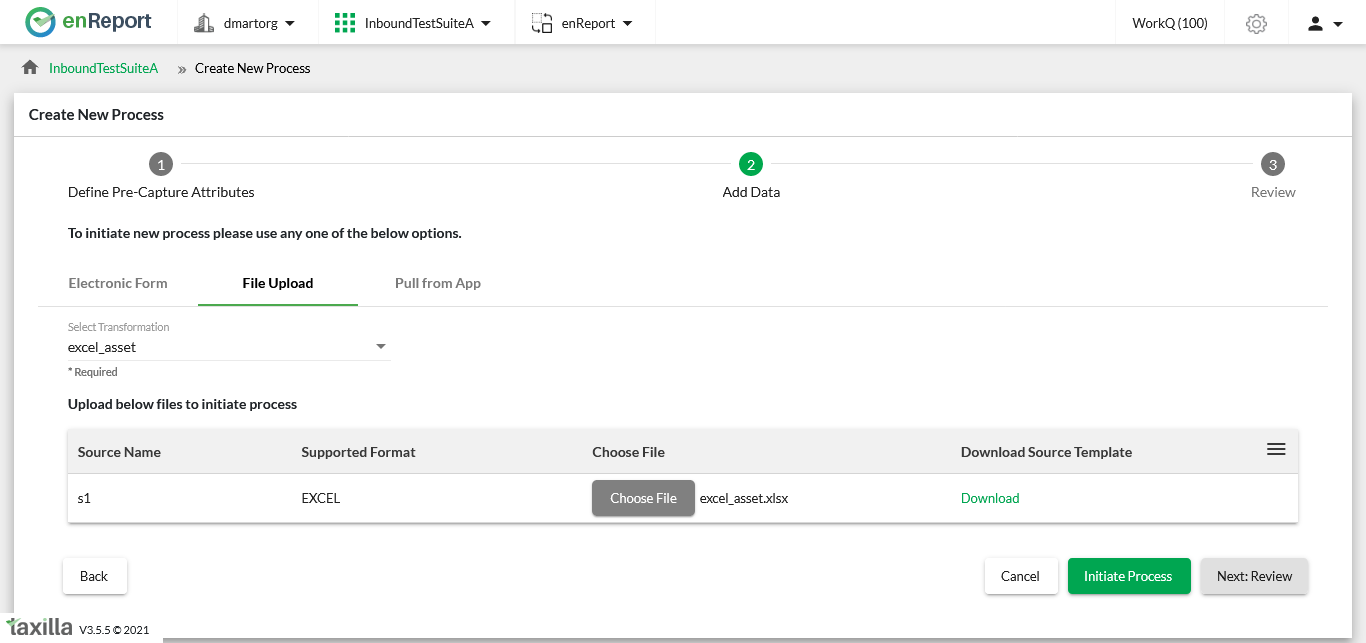 enReport dmartorg InboundTestSuiteA enReport WorkQ (100)
InboundTestSuiteA » Create New Process
Create New Process
1 2 3
Define Pre-Capture Attributes Add Data Review
To initiate new process please use any one of the below options.
Electronic Form File Upload Pull from App
Select Transformation
excel_asset
* Required
Upload below files to initiate process
Source Name Supported Format Choose File Download Source Template
s1 EXCEL Choose File excel_asset.xlsx Download
Back Cancel Initiate Process Next: Review
taxilla V3.5.5 © 2021